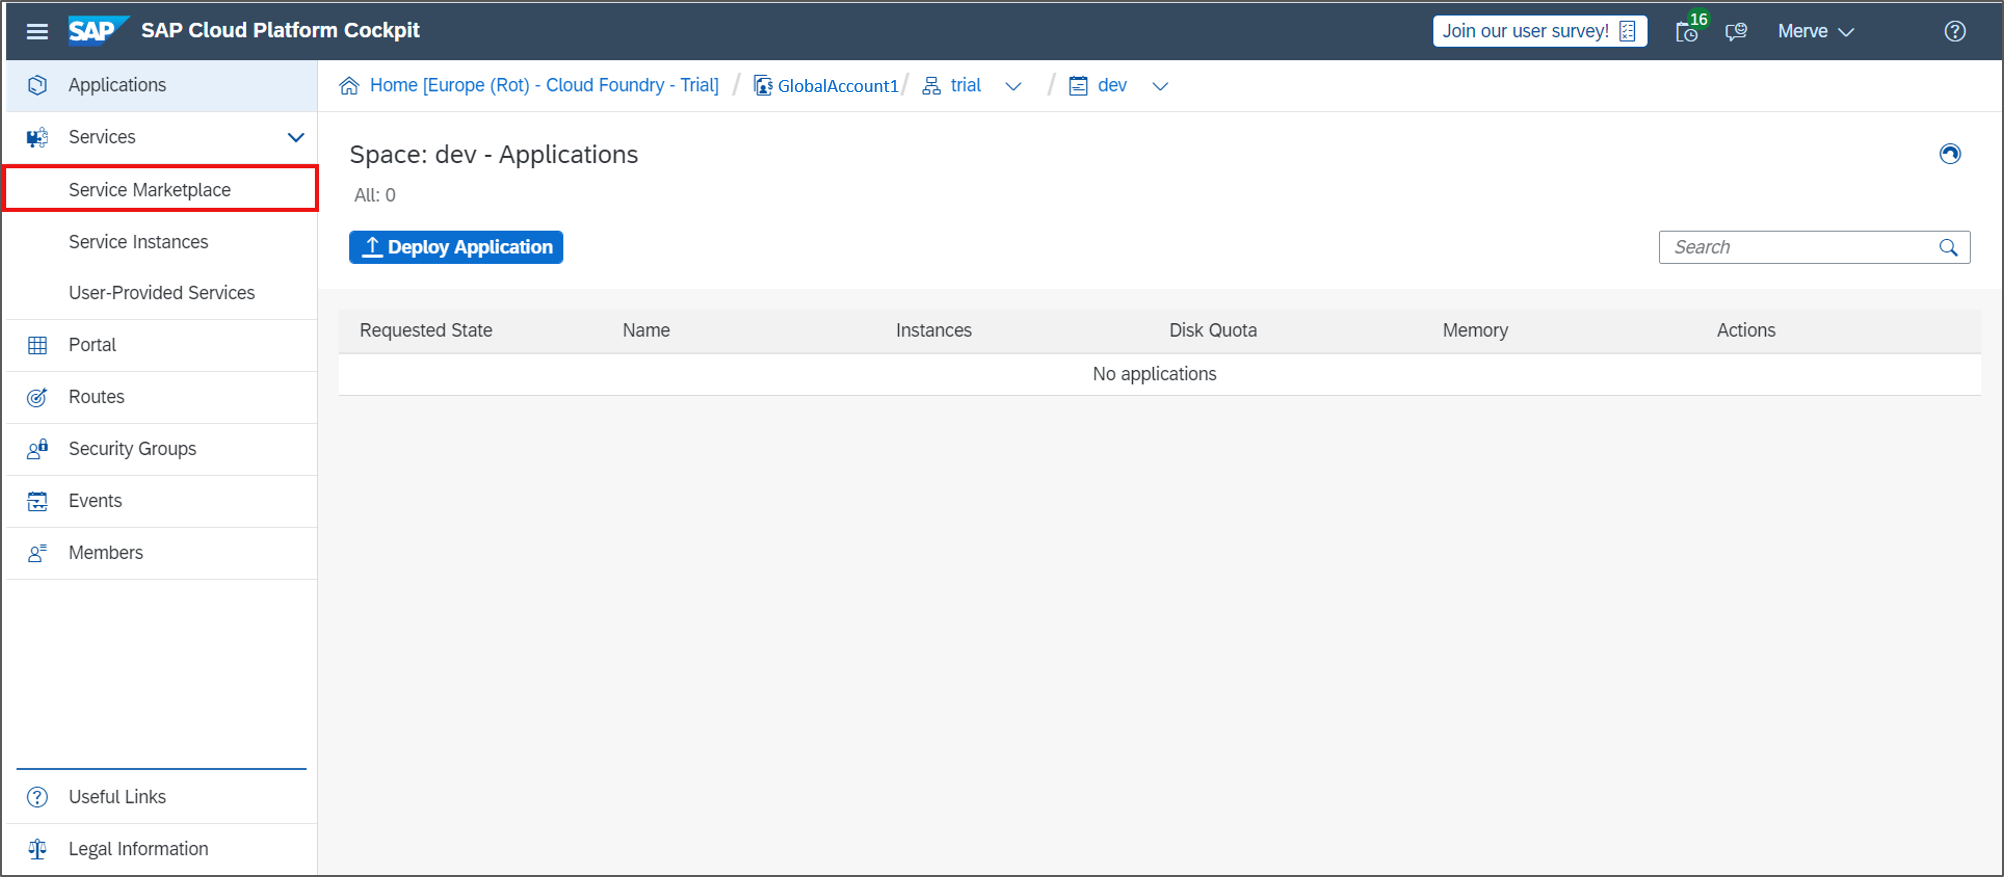 SAP SAP Cloud Platform Cockpit
Join our user survey!
16
Merve
Applications
Services
Service Marketplace
Service Instances
User-Provided Services
Portal
Routes
Security Groups
Events
Members
Useful Links
Legal Information
Home [Europe (Rot) - Cloud Foundry - Trial] / GlobalAccount1 / trial / dev
Space: dev - Applications
All: 0
Deploy Application
Search
Requested State Name Instances Disk Quota Memory Actions
No applications